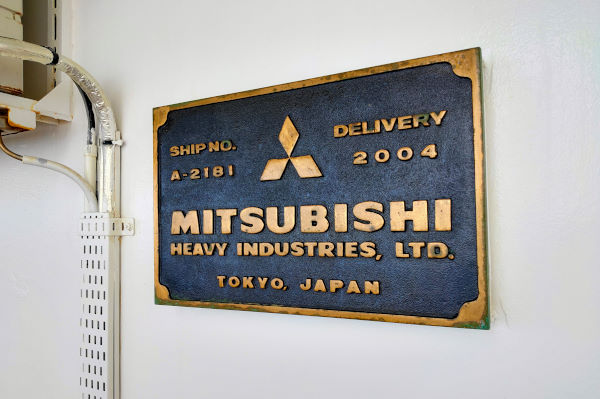 SHIP NO. DELIVERY
A-2181 2004
MITSUBISHI
HEAVY INDUSTRIES, LTD.
TOKYO, JAPAN